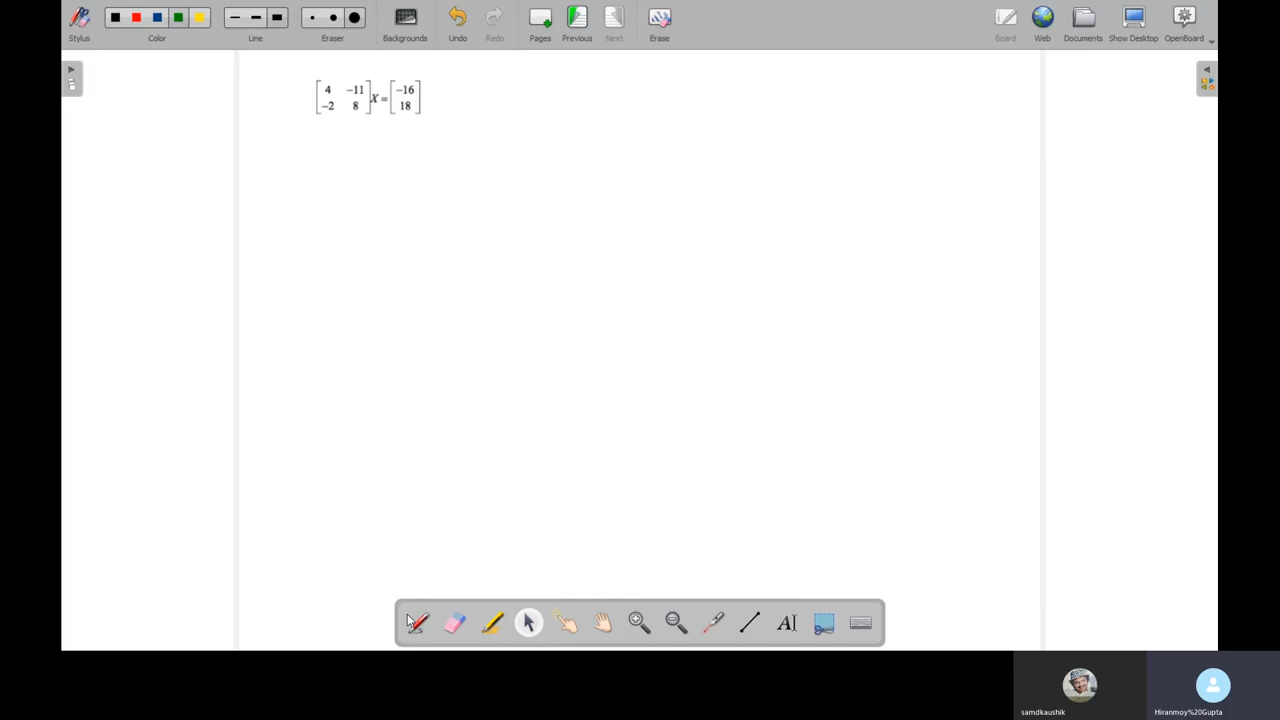 Stylus Color Line Eraser Backgrounds Undo Redo Pages Previous Next Erase Board Web Documents Show Desktop OpenBoard
4 -11 -16
X =
-2 8 18
A
samdkaushik Hiranmoy%20Gupta